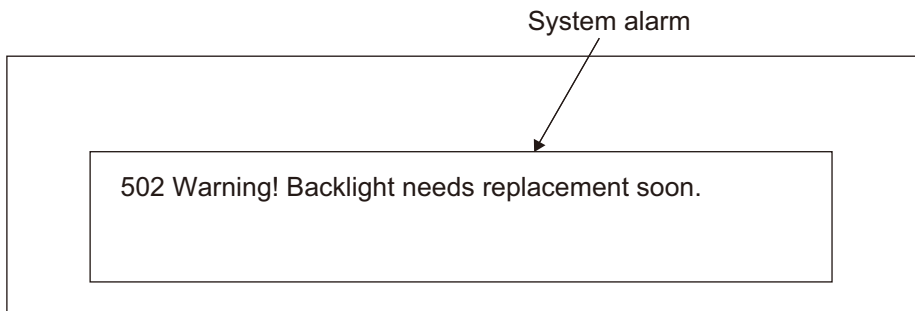 System alarm
502 Warning! Backlight needs replacement soon.